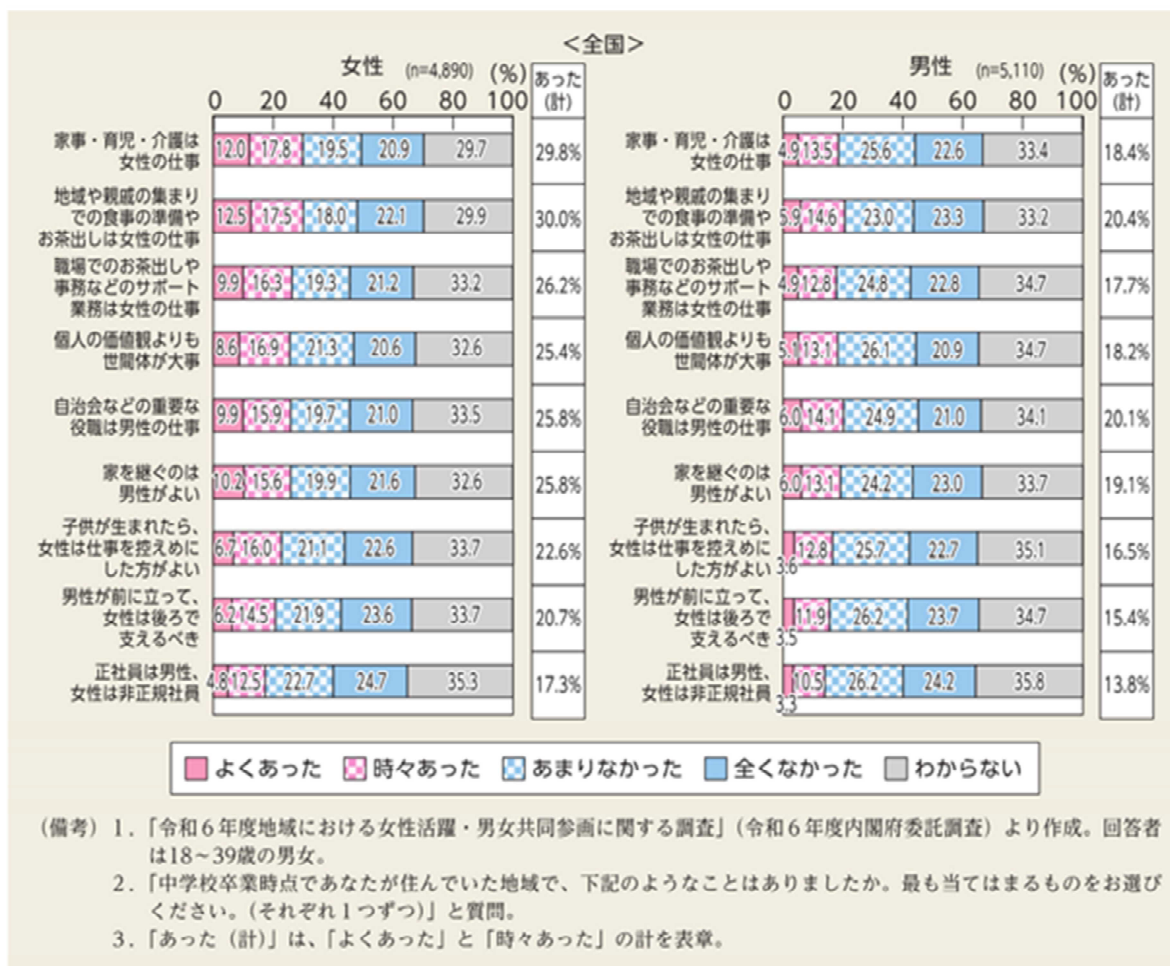 ＜全国＞
女性 (n=4,890) (%) あった(計)
0 20 40 60 80 100
家事・育児・介護は
女性の仕事
12.0 17.8 19.5 20.9 29.7 29.8%
地域や親戚の集まり
での食事の準備や
お茶出しは女性の仕事
12.5 17.5 18.0 22.1 29.9 30.0%
職場でのお茶出しや
事務などのサポート
業務は女性の仕事
9.9 16.3 19.3 21.2 33.2 26.2%
個人の価値観よりも
世間体が大事
8.6 16.9 21.3 20.6 32.6 25.4%
自治会などの重要な
役職は男性の仕事
9.9 15.9 19.7 21.0 33.5 25.8%
家を継ぐのは
男性がよい
10.2 15.6 19.9 21.6 32.6 25.8%
子供が生まれたら、
女性は仕事を控えめに
した方がよい
6.7 16.0 21.1 22.6 33.7 22.6%
男性が前に立って、
女性は後ろで
支えるべき
6.2 14.5 21.9 23.6 33.7 20.7%
正社員は男性、
女性は非正規社員
4.8 12.5 22.7 24.7 35.3 17.3%
男性 (n=5,110) (%) あった(計)
0 20 40 60 80 100
家事・育児・介護は
女性の仕事
4.9 13.5 25.6 22.6 33.4 18.4%
地域や親戚の集まり
での食事の準備や
お茶出しは女性の仕事
5.9 14.6 23.0 23.3 33.2 20.4%
職場でのお茶出しや
事務などのサポート
業務は女性の仕事
4.9 12.8 24.8 22.8 34.7 17.7%
個人の価値観よりも
世間体が大事
5.1 13.1 26.1 20.9 34.7 18.2%
自治会などの重要な
役職は男性の仕事
6.0 14.1 24.9 21.0 34.1 20.1%
家を継ぐのは
男性がよい
6.0 13.1 24.2 23.0 33.7 19.1%
子供が生まれたら、
女性は仕事を控えめに
した方がよい
3.6 12.8 25.7 22.7 35.1 16.5%
男性が前に立って、
女性は後ろで
支えるべき
3.5 11.9 26.2 23.7 34.7 15.4%
正社員は男性、
女性は非正規社員
3.3 10.5 26.2 24.2 35.8 13.8%
よくあった 時々あった あまりなかった 全くなかった わからない
（備考）１．「令和６年度地域における女性活躍・男女共同参画に関する調査」（令和６年度内閣府委託調査）より作成。回答者
は18～39歳の男女。
２．「中学校卒業時点であなたが住んでいた地域で、下記のようなことはありましたか。最も当てはまるものをお選び
ください。（それぞれ１つずつ）」と質問。
３．「あった（計）」は、「よくあった」と「時々あった」の計を表章。